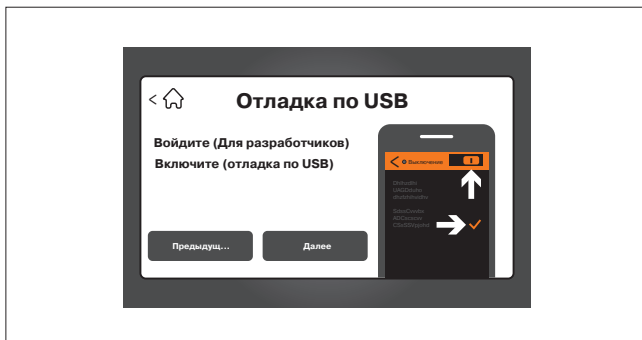 Отладка по USB
Войдите (Для разработчиков)
Включите (отладка по USB)
Выключение
Предыдущ...
Далее